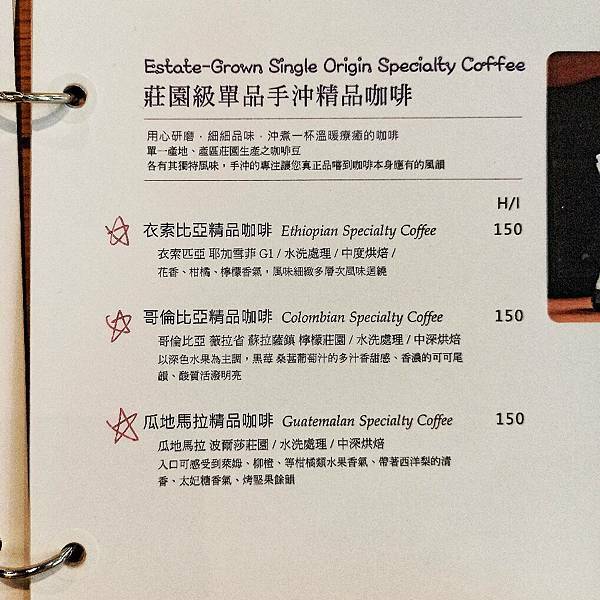 Estate-Grown Single Origin Specialty Coffee
莊園級單品手沖精品咖啡
用心研磨．細細品味．沖煮一杯溫暖療癒的咖啡
單一產地、產區莊園生產之咖啡豆
各有其獨特風味，手沖的專注讓您真正品嚐到咖啡本身應有的風韻
H/I
衣索比亞精品咖啡 Ethiopian Specialty Coffee 150
衣索匹亞 耶加雪菲 G1 / 水洗處理 / 中度烘焙 /
花香、柑橘、檸檬香氣，風味細緻多層次風味迴繞
哥倫比亞精品咖啡 Colombian Specialty Coffee 150
哥倫比亞 薇拉省 蘇拉薩鎮 檸檬莊園 / 水洗處理 / 中深烘焙
以深色水果為主調，黑莓 桑葚葡萄汁的多汁香甜感、香濃的可可尾
韻、酸質活潑明亮
瓜地馬拉精品咖啡 Guatemalan Specialty Coffee 150
瓜地馬拉 波爾莎莊園 / 水洗處理 / 中深烘焙
入口可感受到萊姆、柳橙、等柑橘類水果香氣、帶著西洋梨的清
香、太妃糖香氣、烤堅果餘韻